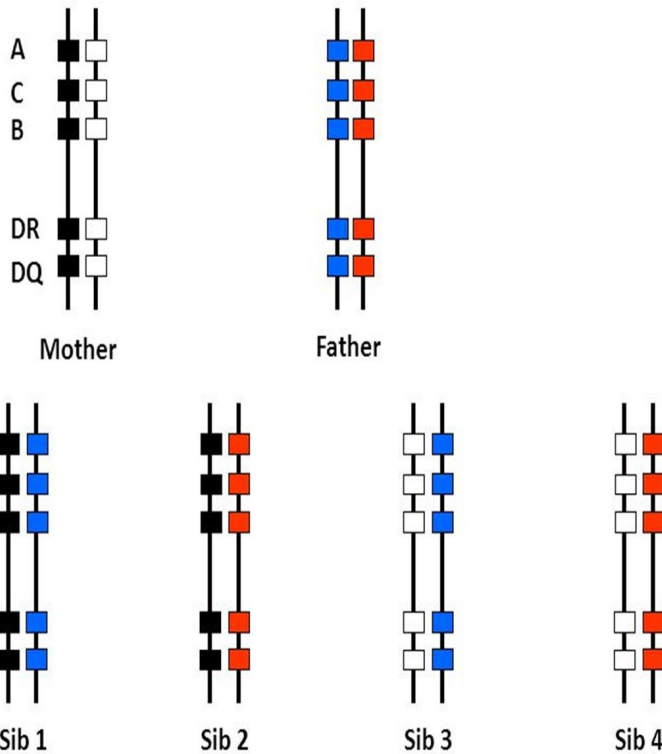 A
C
B
DR
DQ
Mother
Father
Sib 1
Sib 2
Sib 3
Sib 4